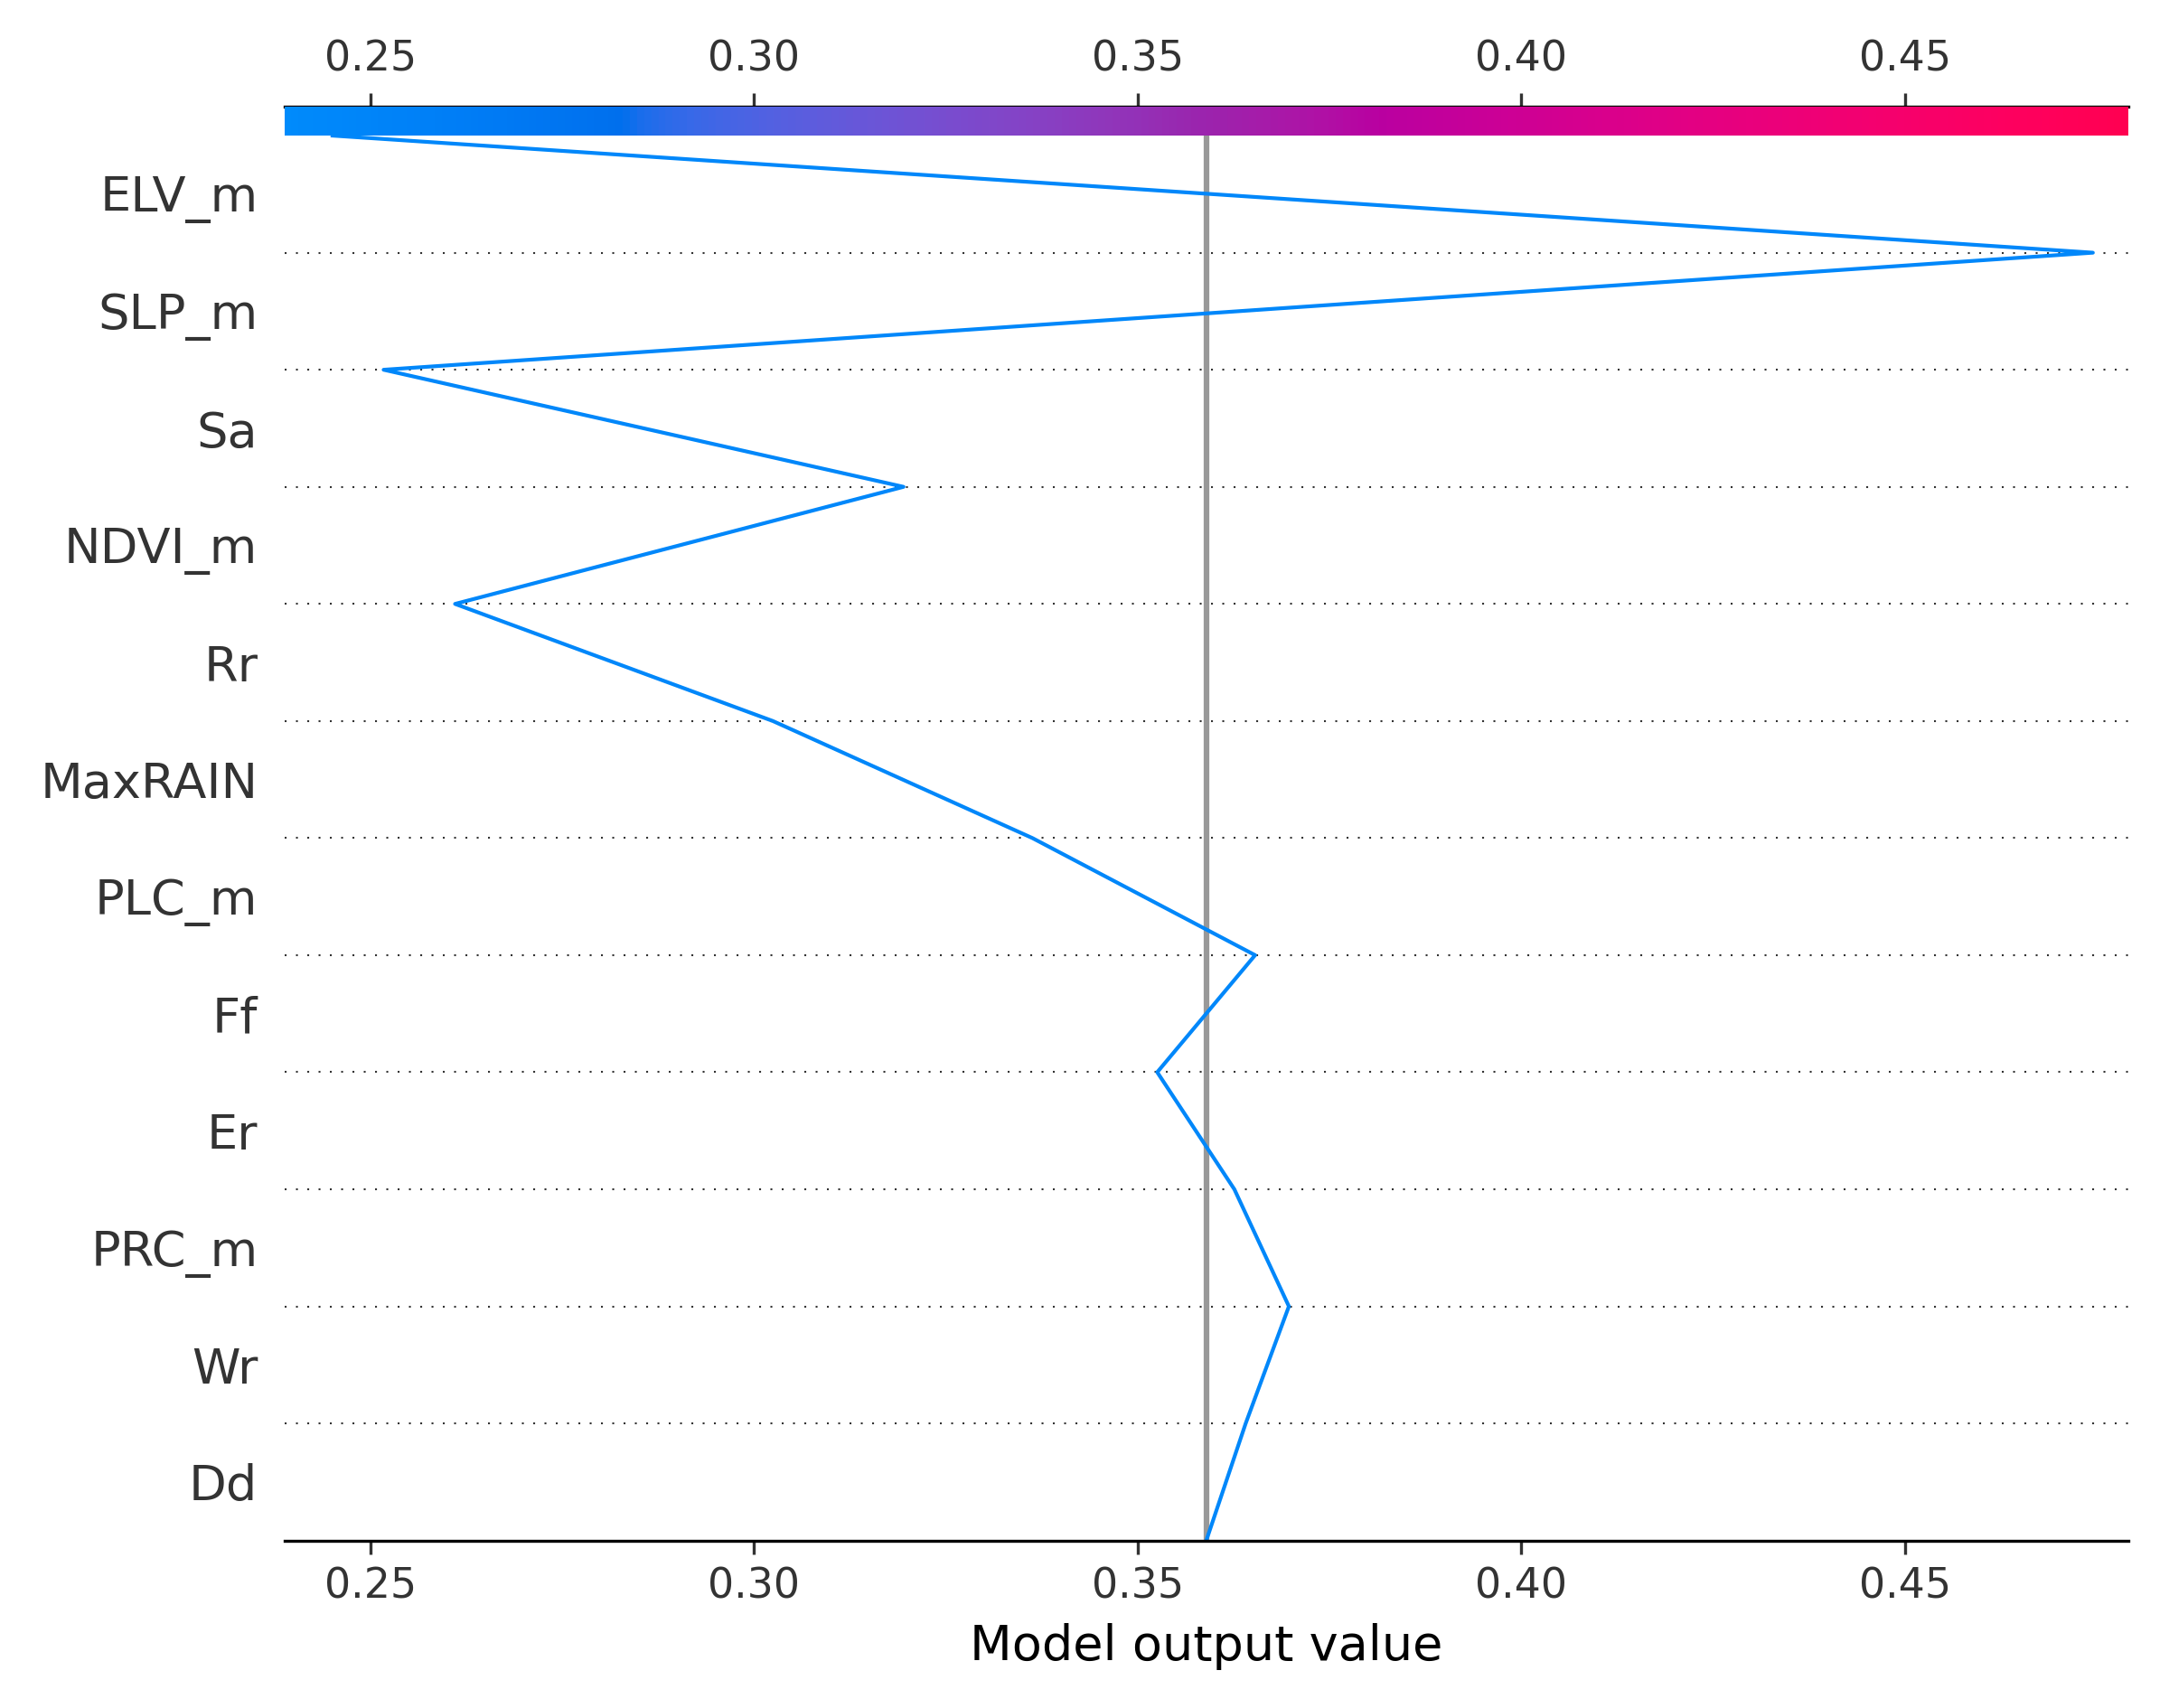 0.25 0.30 0.35 0.40 0.45
ELV_m
SLP_m
Sa
NDVI_m
Rr
MaxRAIN
PLC_m
Ff
Er
PRC_m
Wr
Dd
0.25 0.30 0.35 0.40 0.45
Model output value